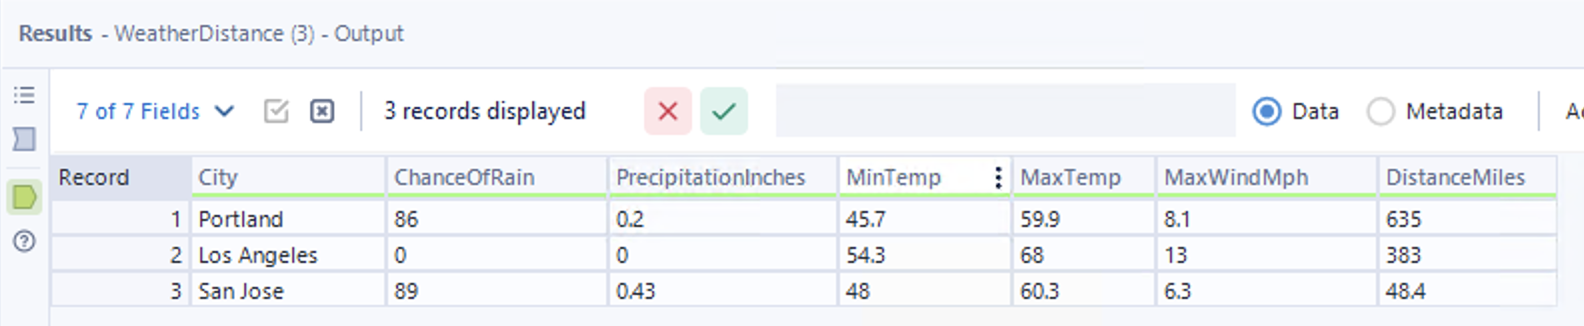 Results - WeatherDistance (3) - Output
7 of 7 Fields 3 records displayed Data Metadata
Record City ChanceOfRain PrecipitationInches MinTemp MaxTemp MaxWindMph DistanceMiles
1 Portland 86 0.2 45.7 59.9 8.1 635
2 Los Angeles 0 0 54.3 68 13 383
3 San Jose 89 0.43 48 60.3 6.3 48.4